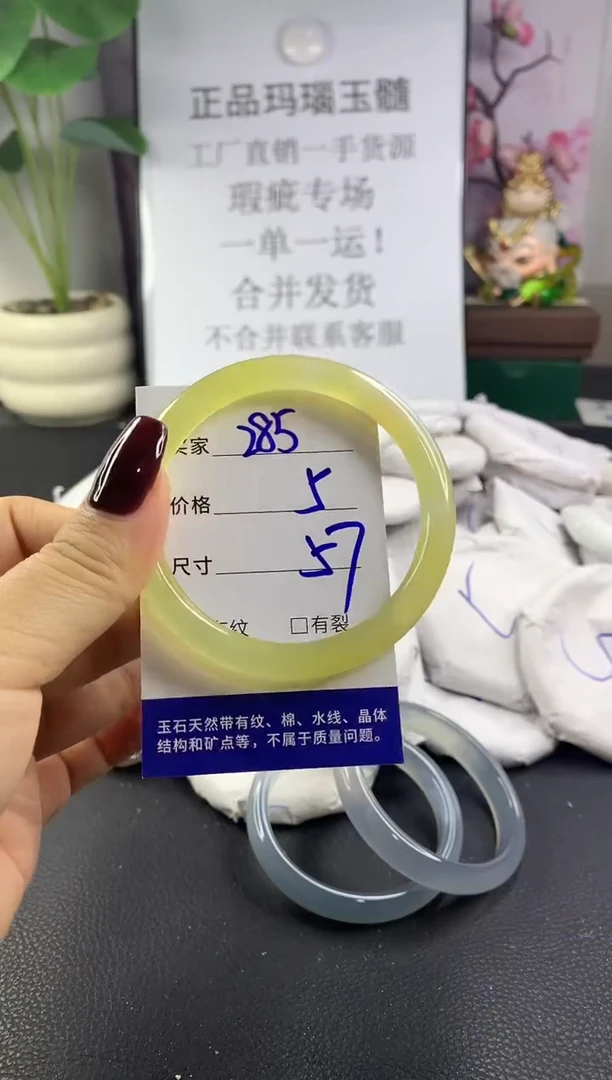 正品玛瑙玉髓
工厂直销一手货源
瑕疵专场
一单一运!
合并发货
不合并联系客服
家 285
价格 5
尺寸 57
纹 □有裂
玉石天然带有纹、棉、水线、晶体
结构和矿点等，不属于质量问题。